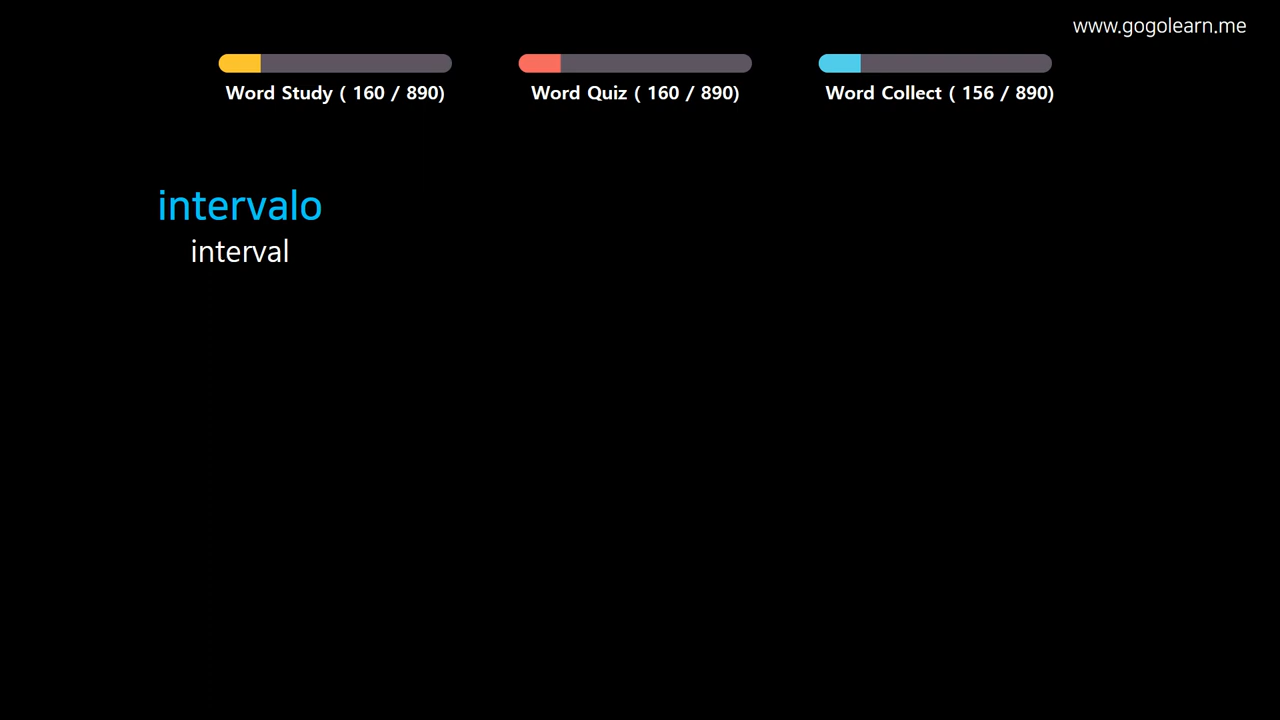 www.gogolearn.me
Word Study ( 160 / 890)
Word Quiz ( 160 / 890)
Word Collect ( 156 / 890)
intervalo
interval